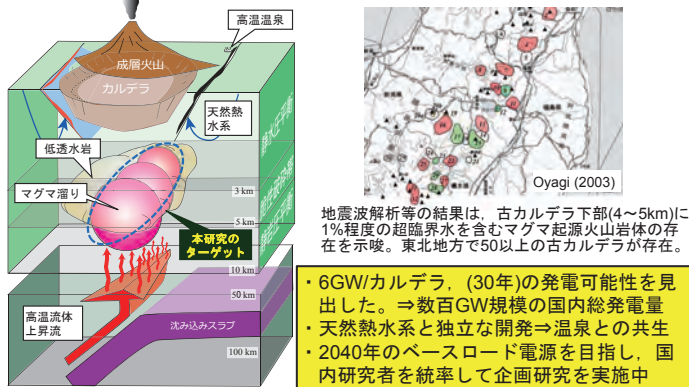 高温温泉
成層火山
カルデラ
天然熱
水系
低透水岩
マグマ溜り
3 km
5 km
本研究の
ターゲット
10 km
50 km
高温流体
上昇流
沈み込みスラブ
100 km
Oyagi (2003)
地震波解析等の結果は，古カルデラ下部(4～5km)に
1%程度の超臨界水を含むマグマ起源火山岩体の存
在を示唆。東北地方で50以上の古カルデラが存在。
・6GW/カルデラ，(30年)の発電可能性を見
出した。⇒数百GW規模の国内総発電量
・天然熱水系と独立な開発⇒温泉との共生
・2040年のベースロード電源を目指し，国
内研究者を統率して企画研究を実施中